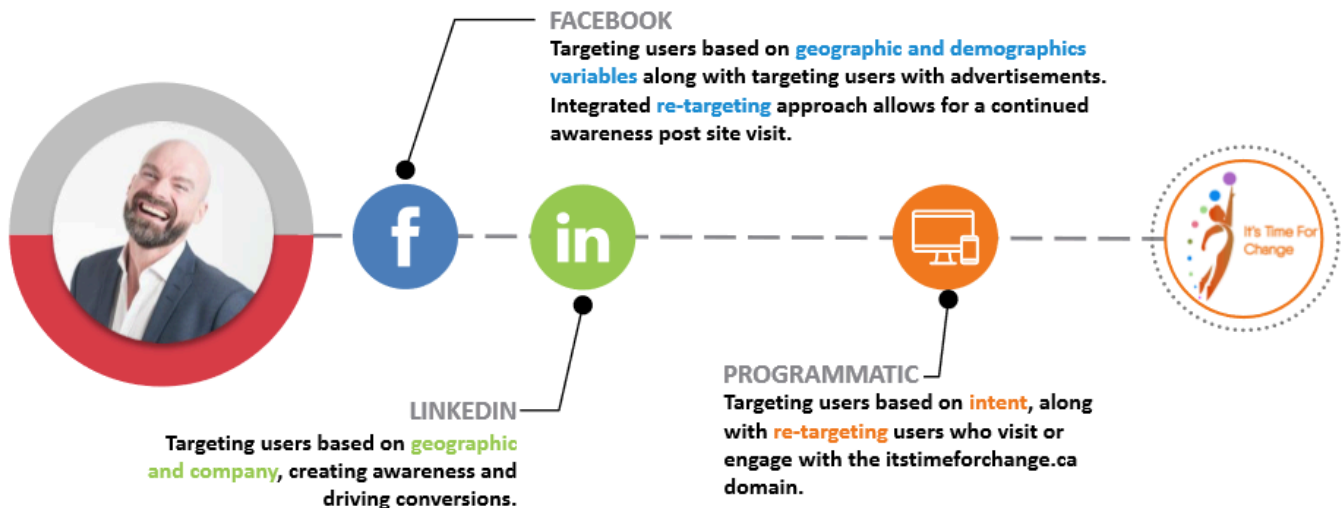 FACEBOOK
Targeting users based on geographic and demographics
variables along with targeting users with advertisements.
Integrated re-targeting approach allows for a continued
awareness post site visit.
f
in
It's Time For
Change
LINKEDIN
Targeting users based on geographic
and company, creating awareness and
driving conversions.
PROGRAMMATIC
Targeting users based on intent, along
with re-targeting users who visit or
engage with the itstimeforchange.ca
domain.